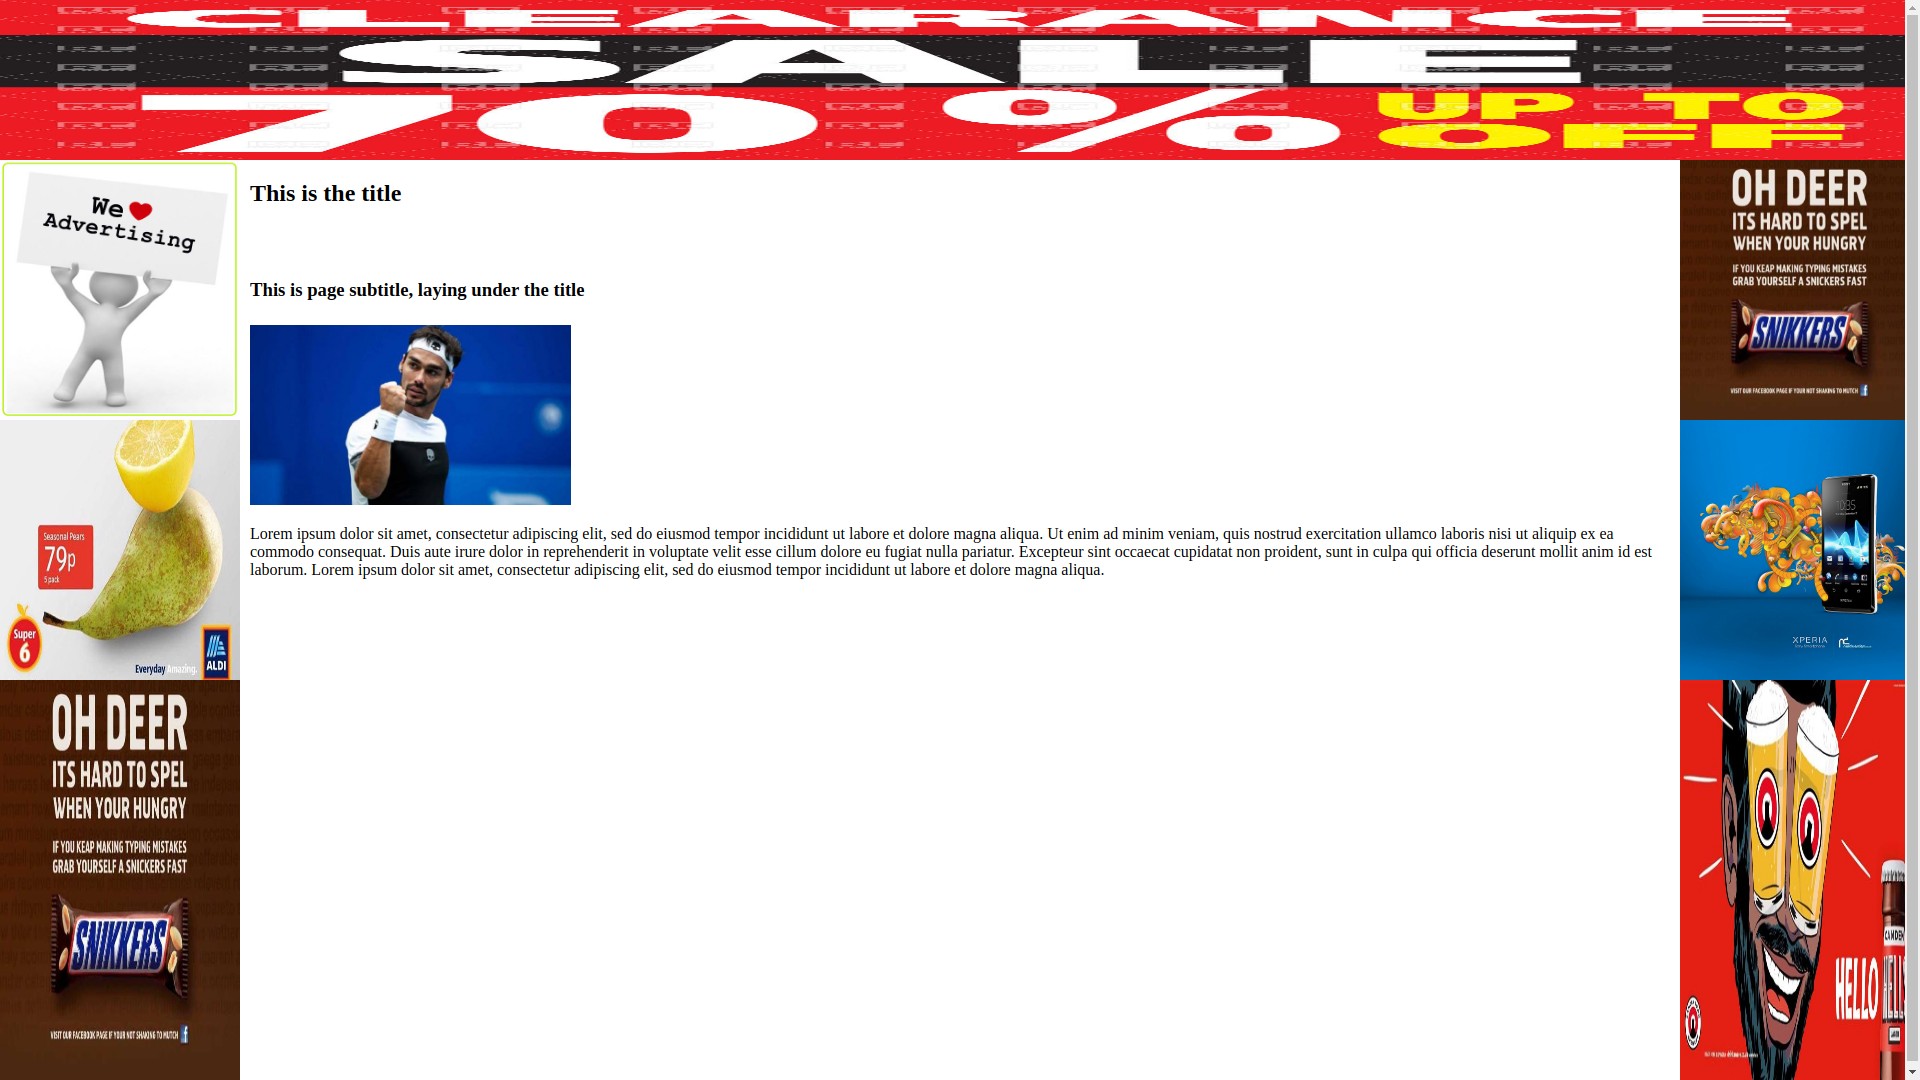 CLEARANCE
SALE
70 % UP TO
OFF
We
Advertising
This is the title
This is page subtitle, laying under the title
Lorem ipsum dolor sit amet, consectetur adipiscing elit, sed do eiusmod tempor incididunt ut labore et dolore magna aliqua. Ut enim ad minim veniam, quis nostrud exercitation ullamco laboris nisi ut aliquip ex ea
commodo consequat. Duis aute irure dolor in reprehenderit in voluptate velit esse cillum dolore eu fugiat nulla pariatur. Excepteur sint occaecat cupidatat non proident, sunt in culpa qui officia deserunt mollit anim id est
laborum. Lorem ipsum dolor sit amet, consectetur adipiscing elit, sed do eiusmod tempor incididunt ut labore et dolore magna aliqua.
Seasonal Pears
79p
5 pack
Super
6
Everyday Amazing.
ALDI
OH DEER
ITS HARD TO SPEL
WHEN YOUR HUNGRY
IF YOU KEAP MAKING TYPING MISTAKES
GRAB YOURSELF A SNICKERS FAST
SNIKKERS
VISIT OUR FACEBOOK PAGE IF YOUR NOT SHAKING TO MUTCH
OH DEER
ITS HARD TO SPEL
WHEN YOUR HUNGRY
IF YOU KEAP MAKING TYPING MISTAKES
GRAB YOURSELF A SNICKERS FAST
SNIKKERS
VISIT OUR FACEBOOK PAGE IF YOUR NOT SHAKING TO MUTCH
10:35
XPERIA
CAMDEN
HELLO HELLS